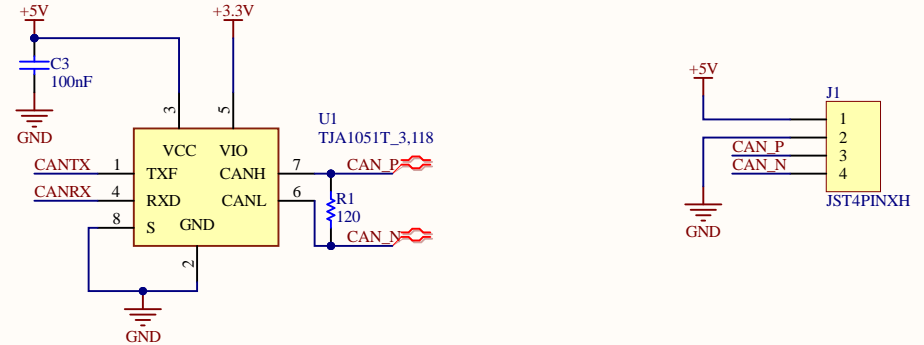 +5V
+3.3V
C3
100nF
GND
3
5
U1
TJA1051T_3,118
VCC
VIO
CANTX
1
TXF
CANH
7
CAN_P
CANRX
4
RXD
CANL
6
R1
120
8
S
GND
CAN_N
2
GND
+5V
J1
1
2
CAN_P
3
CAN_N
4
JST4PINXH
GND